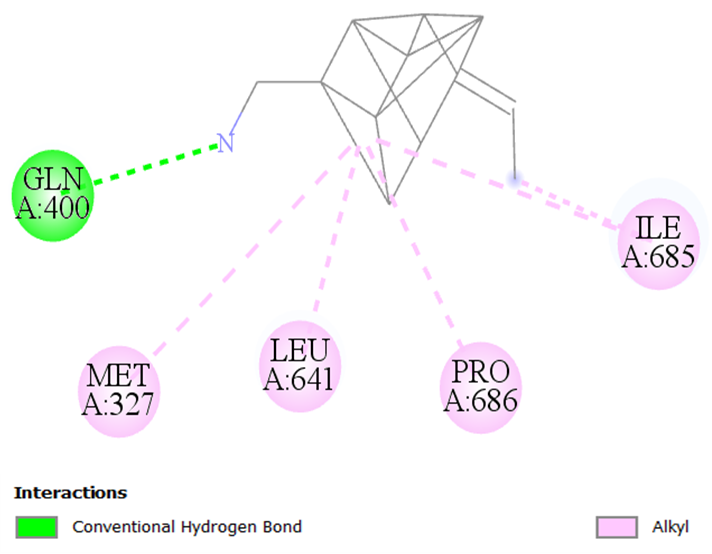 N
GLN
A:400
ILE
A:685
MET
A:327
LEU
A:641
PRO
A:686
Interactions
Conventional Hydrogen Bond
Alkyl